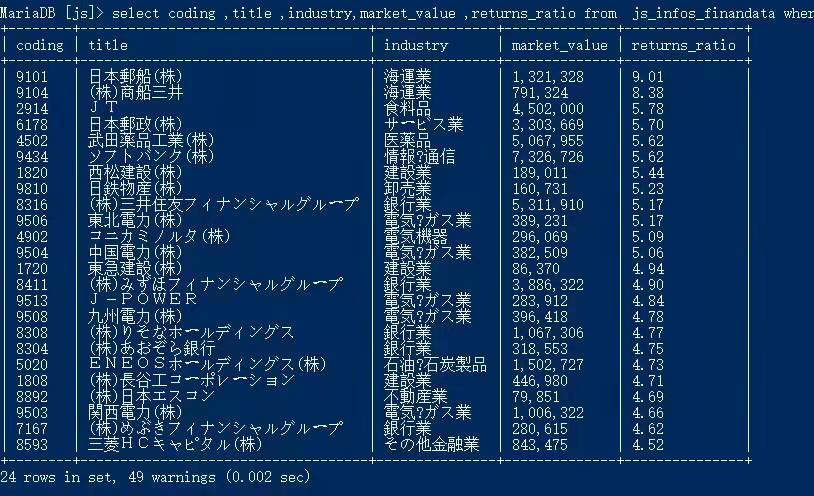 MariaDB [js]> select coding ,title ,industry,market_value ,returns_ratio from  js_infos_finandata wher
| coding | title | industry | market_value | returns_ratio |
| 9101 | 日本郵船(株) | 海運業 | 1,321,328 | 9.01 |
| 9104 | (株)商船三井 | 海運業 | 791,324 | 8.38 |
| 2914 | ＪＴ | 食料品 | 4,502,000 | 5.78 |
| 6178 | 日本郵政(株) | サービス業 | 3,303,669 | 5.70 |
| 4502 | 武田薬品工業(株) | 医薬品 | 5,067,955 | 5.62 |
| 9434 | ソフトバンク(株) | 情報?通信 | 7,326,726 | 5.62 |
| 1820 | 西松建設(株) | 建設業 | 189,011 | 5.44 |
| 9810 | 日鉄物産(株) | 卸売業 | 160,731 | 5.23 |
| 8316 | (株)三井住友フィナンシャルグループ | 銀行業 | 5,311,910 | 5.17 |
| 9506 | 東北電力(株) | 電気?ガス業 | 389,231 | 5.17 |
| 4902 | コニカミノルタ(株) | 電気機器 | 296,069 | 5.09 |
| 9504 | 中国電力(株) | 電気?ガス業 | 382,509 | 5.06 |
| 1720 | 東急建設(株) | 建設業 | 86,370 | 4.94 |
| 8411 | (株)みずほフィナンシャルグループ | 銀行業 | 3,886,322 | 4.90 |
| 9513 | Ｊ－ＰＯＷＥＲ | 電気?ガス業 | 283,912 | 4.84 |
| 9508 | 九州電力(株) | 電気?ガス業 | 396,418 | 4.78 |
| 8308 | (株)りそなホールディングス | 銀行業 | 1,067,306 | 4.77 |
| 8304 | (株)あおぞら銀行 | 銀行業 | 318,553 | 4.75 |
| 5020 | ＥＮＥＯＳホールディングス(株) | 石油?石炭製品 | 1,502,727 | 4.73 |
| 1808 | (株)長谷工コーポレーション | 建設業 | 446,980 | 4.71 |
| 8892 | (株)日本エスコン | 不動産業 | 79,851 | 4.69 |
| 9503 | 関西電力(株) | 電気?ガス業 | 1,006,322 | 4.66 |
| 7167 | (株)めぶきフィナンシャルグループ | 銀行業 | 280,615 | 4.62 |
| 8593 | 三菱ＨＣキャピタル(株) | その他金融業 | 843,475 | 4.52 |
24 rows in set, 49 warnings (0.002 sec)